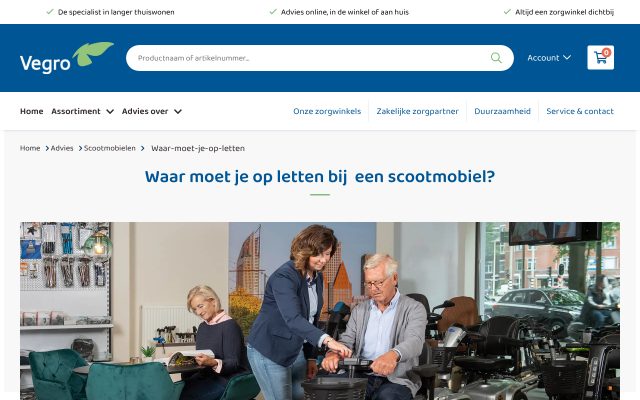 De specialist in langer thuiswonen
Advies online, in de winkel of aan huis
Altijd een zorgwinkel dichtbij
Vegro
Productnaam of artikelnummer..
Account
0
Home
Assortiment
Advies over
Onze zorgwinkels
Zakelijke zorgpartner
Duurzaamheid
Service & contact
Home
Advies
Scootmobielen
Waar-moet-je-op-letten
Waar moet je op letten bij een scootmobiel?